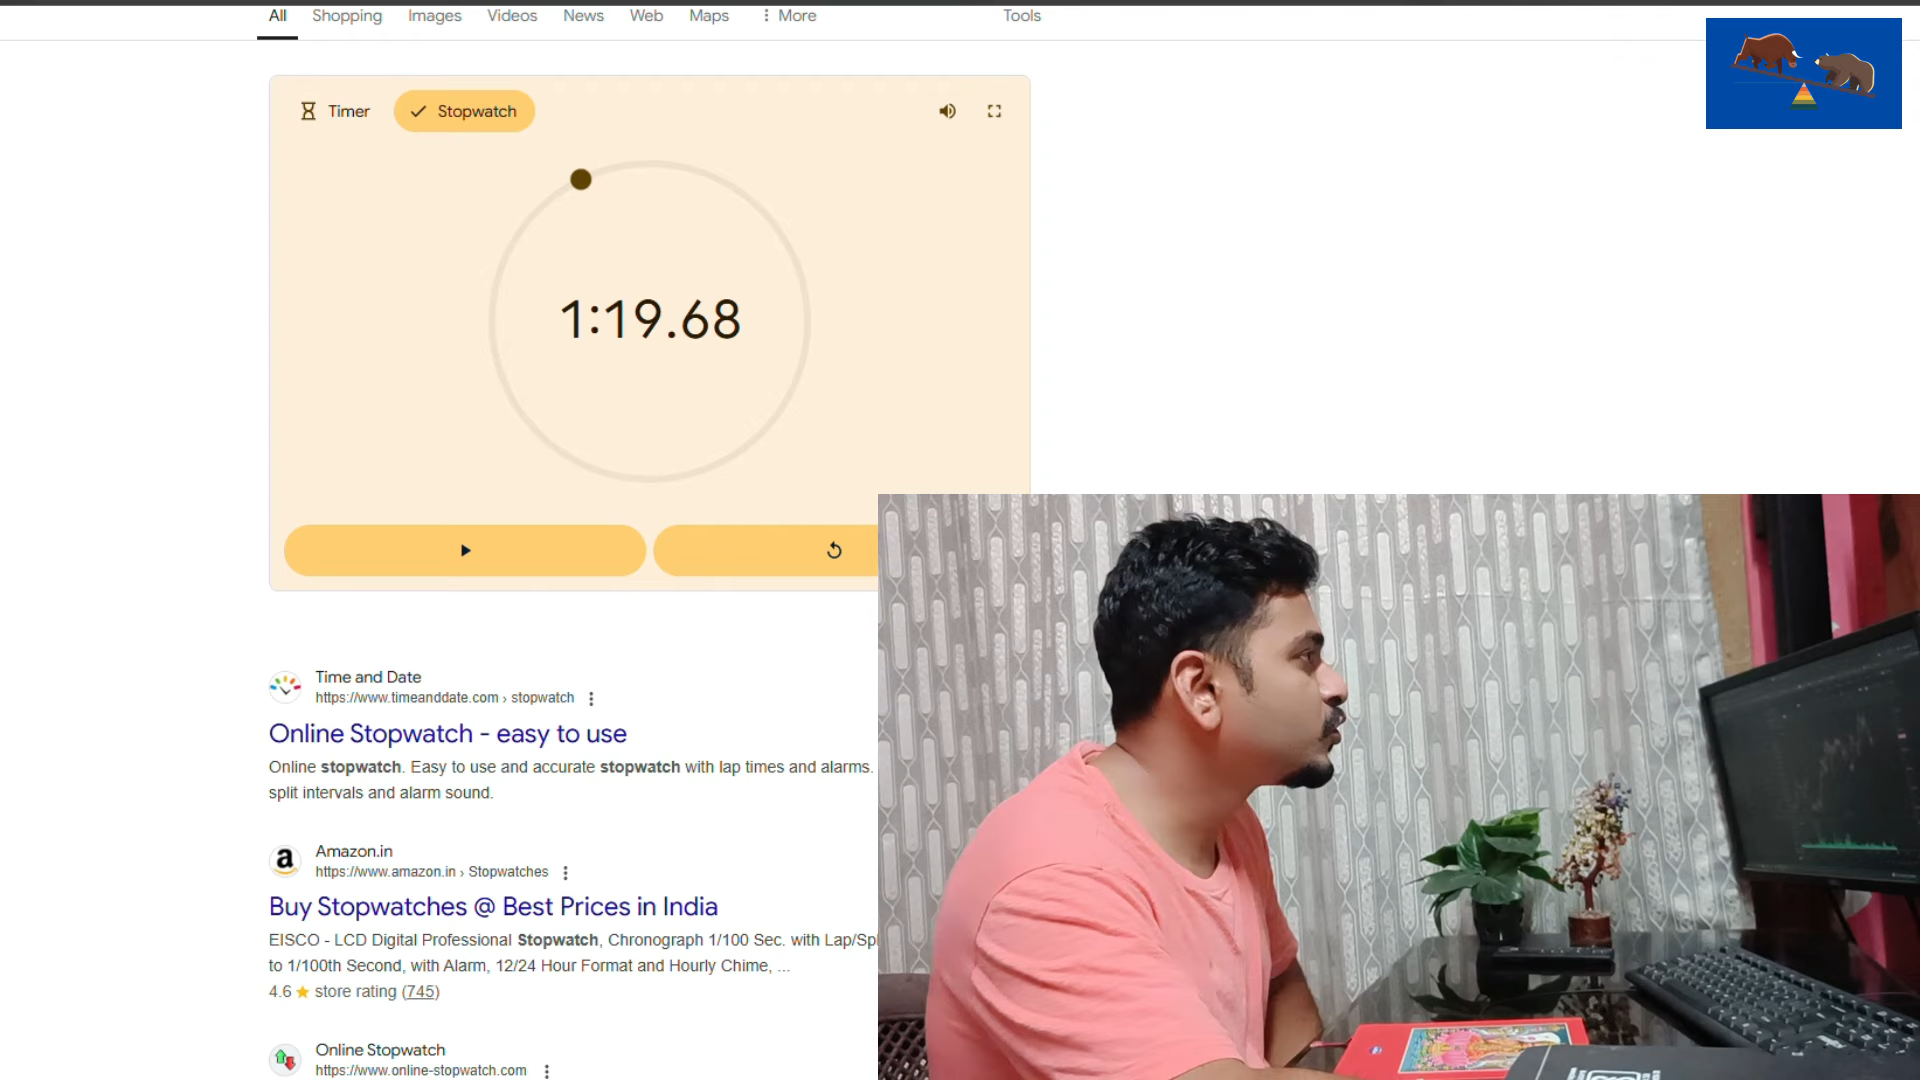 All Shopping Images Videos News Web Maps More Tools
Timer Stopwatch
1:19.68
Time and Date
https://www.timeanddate.com › stopwatch
Online Stopwatch - easy to use
Online stopwatch. Easy to use and accurate stopwatch with lap times and alarms.
split intervals and alarm sound.
Amazon.in
https://www.amazon.in › Stopwatches
Buy Stopwatches @ Best Prices in India
EISCO - LCD Digital Professional Stopwatch, Chronograph 1/100 Sec. with Lap/Spl
to 1/100th Second, with Alarm, 12/24 Hour Format and Hourly Chime, ...
4.6 store rating (745)
Online Stopwatch
https://www.online-stopwatch.com